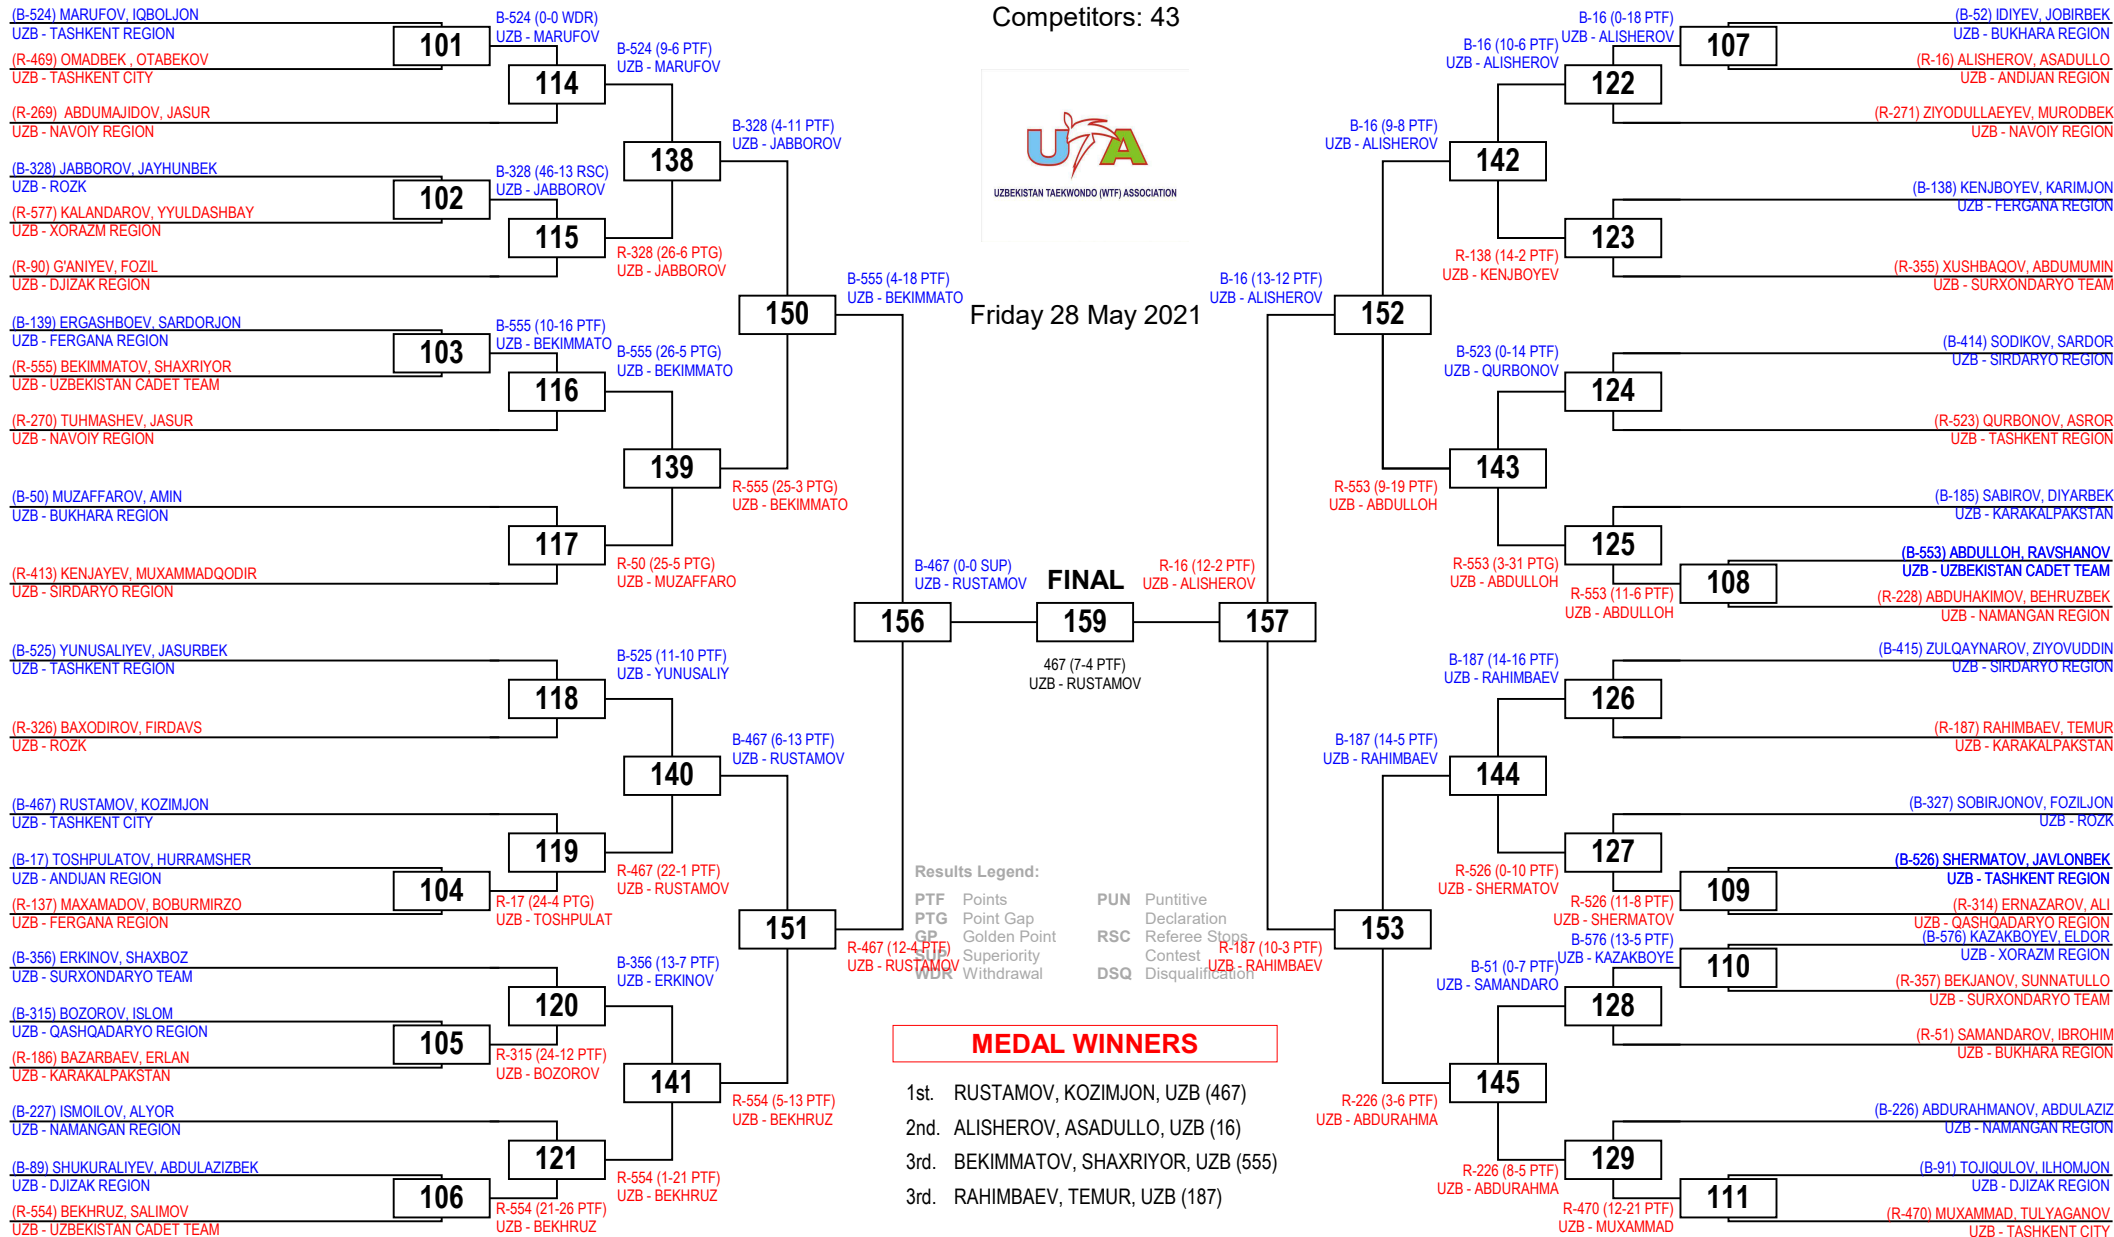 Competitors: 43
UTA
UZBEKISTAN TAEKWONDO (WTF) ASSOCIATION
Friday 28 May 2021
(B-524) MARUFOV, IQBOLJON
UZB - TASHKENT REGION
(R-469) OMADBEK , OTABEKOV
UZB - TASHKENT CITY
(R-269) ABDUMAJIDOV, JASUR
UZB - NAVOIY REGION
(B-328) JABBOROV, JAYHUNBEK
UZB - ROZK
(R-577) KALANDAROV, YYULDASHBAY
UZB - XORAZM REGION
(R-90) G'ANIYEV, FOZIL
UZB - DJIZAK REGION
(B-139) ERGASHBOEV, SARDORJON
UZB - FERGANA REGION
(R-555) BEKIMMATOV, SHAXRIYOR
UZB - UZBEKISTAN CADET TEAM
(R-270) TUHMASHEV, JASUR
UZB - NAVOIY REGION
(B-50) MUZAFFAROV, AMIN
UZB - BUKHARA REGION
(R-413) KENJAYEV, MUXAMMADQODIR
UZB - SIRDARYO REGION
(B-525) YUNUSALIYEV, JASURBEK
UZB - TASHKENT REGION
(R-326) BAXODIROV, FIRDAVS
UZB - ROZK
(B-467) RUSTAMOV, KOZIMJON
UZB - TASHKENT CITY
(B-17) TOSHPULATOV, HURRAMSHER
UZB - ANDIJAN REGION
(R-137) MAXAMADOV, BOBURMIRZO
UZB - FERGANA REGION
(B-356) ERKINOV, SHAXBOZ
UZB - SURXONDARYO TEAM
(B-315) BOZOROV, ISLOM
UZB - QASHQADARYO REGION
(R-186) BAZARBAEV, ERLAN
UZB - KARAKALPAKSTAN
(B-227) ISMOILOV, ALYOR
UZB - NAMANGAN REGION
(B-89) SHUKURALIYEV, ABDULAZIZBEK
UZB - DJIZAK REGION
(R-554) BEKHRUZ, SALIMOV
UZB - UZBEKISTAN CADET TEAM
101
B-524 (0-0 WDR)
UZB - MARUFOV
102
B-328 (46-13 RSC)
UZB - JABBOROV
103
B-555 (10-16 PTF)
UZB - BEKIMMATO
104
R-17 (24-4 PTG)
UZB - TOSHPULAT
105
R-315 (24-12 PTF)
UZB - BOZOROV
106
R-554 (21-26 PTF)
UZB - BEKHRUZ
114
B-524 (9-6 PTF)
UZB - MARUFOV
115
R-328 (26-6 PTG)
UZB - JABBOROV
116
B-555 (26-5 PTG)
UZB - BEKIMMATO
117
R-50 (25-5 PTG)
UZB - MUZAFFARO
118
B-525 (11-10 PTF)
UZB - YUNUSALIY
119
R-467 (22-1 PTF)
UZB - RUSTAMOV
120
B-356 (13-7 PTF)
UZB - ERKINOV
121
R-554 (1-21 PTF)
UZB - BEKHRUZ
138
B-328 (4-11 PTF)
UZB - JABBOROV
139
R-555 (25-3 PTG)
UZB - BEKIMMATO
140
B-467 (6-13 PTF)
UZB - RUSTAMOV
141
R-554 (5-13 PTF)
UZB - BEKHRUZ
150
B-555 (4-18 PTF)
UZB - BEKIMMATO
151
R-467 (12-4 PTF)
UZB - RUSTAMOV
156
B-467 (0-0 SUP)
UZB - RUSTAMOV
FINAL
159
467 (7-4 PTF)
UZB - RUSTAMOV
R-16 (12-2 PTF)
UZB - ALISHEROV
157
B-16 (13-12 PTF)
UZB - ALISHEROV
152
R-187 (10-3 PTF)
UZB - RAHIMBAEV
153
B-16 (9-8 PTF)
UZB - ALISHEROV
142
R-553 (9-19 PTF)
UZB - ABDULLOH
143
B-187 (14-5 PTF)
UZB - RAHIMBAEV
144
R-226 (3-6 PTF)
UZB - ABDURAHMA
145
B-16 (10-6 PTF)
UZB - ALISHEROV
122
R-138 (14-2 PTF)
UZB - KENJBOYEV
123
B-523 (0-14 PTF)
UZB - QURBONOV
124
R-553 (3-31 PTG)
UZB - ABDULLOH
125
B-187 (14-16 PTF)
UZB - RAHIMBAEV
126
R-526 (0-10 PTF)
UZB - SHERMATOV
127
B-51 (0-7 PTF)
UZB - SAMANDARO
128
R-226 (8-5 PTF)
UZB - ABDURAHMA
129
B-16 (0-18 PTF)
UZB - ALISHEROV
107
R-553 (11-6 PTF)
UZB - ABDULLOH
108
R-526 (11-8 PTF)
UZB - SHERMATOV
109
B-576 (13-5 PTF)
UZB - KAZAKBOYE
110
R-470 (12-21 PTF)
UZB - MUXAMMAD
111
(B-52) IDIYEV, JOBIRBEK
UZB - BUKHARA REGION
(R-16) ALISHEROV, ASADULLO
UZB - ANDIJAN REGION
(R-271) ZIYODULLAEYEV, MURODBEK
UZB - NAVOIY REGION
(B-138) KENJBOYEV, KARIMJON
UZB - FERGANA REGION
(R-355) XUSHBAQOV, ABDUMUMIN
UZB - SURXONDARYO TEAM
(B-414) SODIKOV, SARDOR
UZB - SIRDARYO REGION
(R-523) QURBONOV, ASROR
UZB - TASHKENT REGION
(B-185) SABIROV, DIYARBEK
UZB - KARAKALPAKSTAN
(B-553) ABDULLOH, RAVSHANOV
UZB - UZBEKISTAN CADET TEAM
(R-228) ABDUHAKIMOV, BEHRUZBEK
UZB - NAMANGAN REGION
(B-415) ZULQAYNAROV, ZIYOVUDDIN
UZB - SIRDARYO REGION
(R-187) RAHIMBAEV, TEMUR
UZB - KARAKALPAKSTAN
(B-327) SOBIRJONOV, FOZILJON
UZB - ROZK
(B-526) SHERMATOV, JAVLONBEK
UZB - TASHKENT REGION
(R-314) ERNAZAROV, ALI
UZB - QASHQADARYO REGION
(B-576) KAZAKBOYEV, ELDOR
UZB - XORAZM REGION
(R-357) BEKJANOV, SUNNATULLO
UZB - SURXONDARYO TEAM
(R-51) SAMANDAROV, IBROHIM
UZB - BUKHARA REGION
(B-226) ABDURAHMANOV, ABDULAZIZ
UZB - NAMANGAN REGION
(B-91) TOJIQULOV, ILHOMJON
UZB - DJIZAK REGION
(R-470) MUXAMMAD, TULYAGANOV
UZB - TASHKENT CITY
Results Legend:
PTF Points
PTG Point Gap
GP Golden Point
SUP Superiority
WDR Withdrawal
PUN Puntitive
Declaration
RSC Referee Stops
Contest
DSQ Disqualification
MEDAL WINNERS
1st. RUSTAMOV, KOZIMJON, UZB (467)
2nd. ALISHEROV, ASADULLO, UZB (16)
3rd. BEKIMMATOV, SHAXRIYOR, UZB (555)
3rd. RAHIMBAEV, TEMUR, UZB (187)